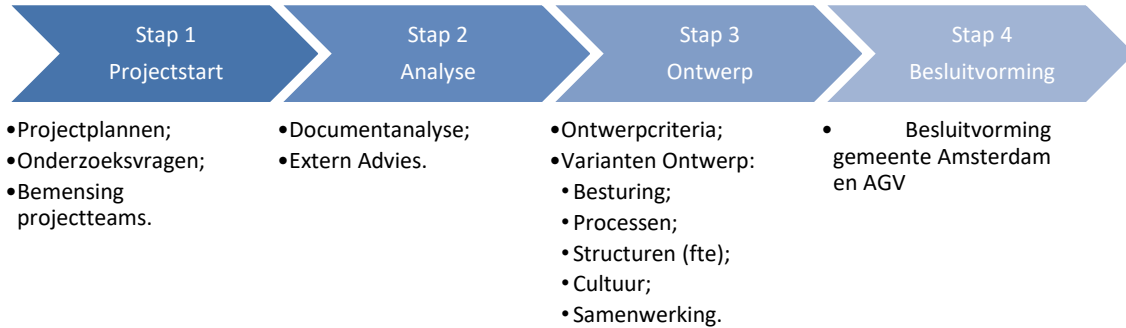 Stap 1
Projectstart
•Projectplannen;
•Onderzoeksvragen;
•Bemensing
projectteams.
Stap 2
Analyse
•Documentanalyse;
•Extern Advies.
Stap 3
Ontwerp
•Ontwerpcriteria;
•Varianten Ontwerp:
• Besturing;
• Processen;
• Structuren (fte);
• Cultuur;
• Samenwerking.
Stap 4
Besluitvorming
• Besluitvorming
gemeente Amsterdam
en AGV